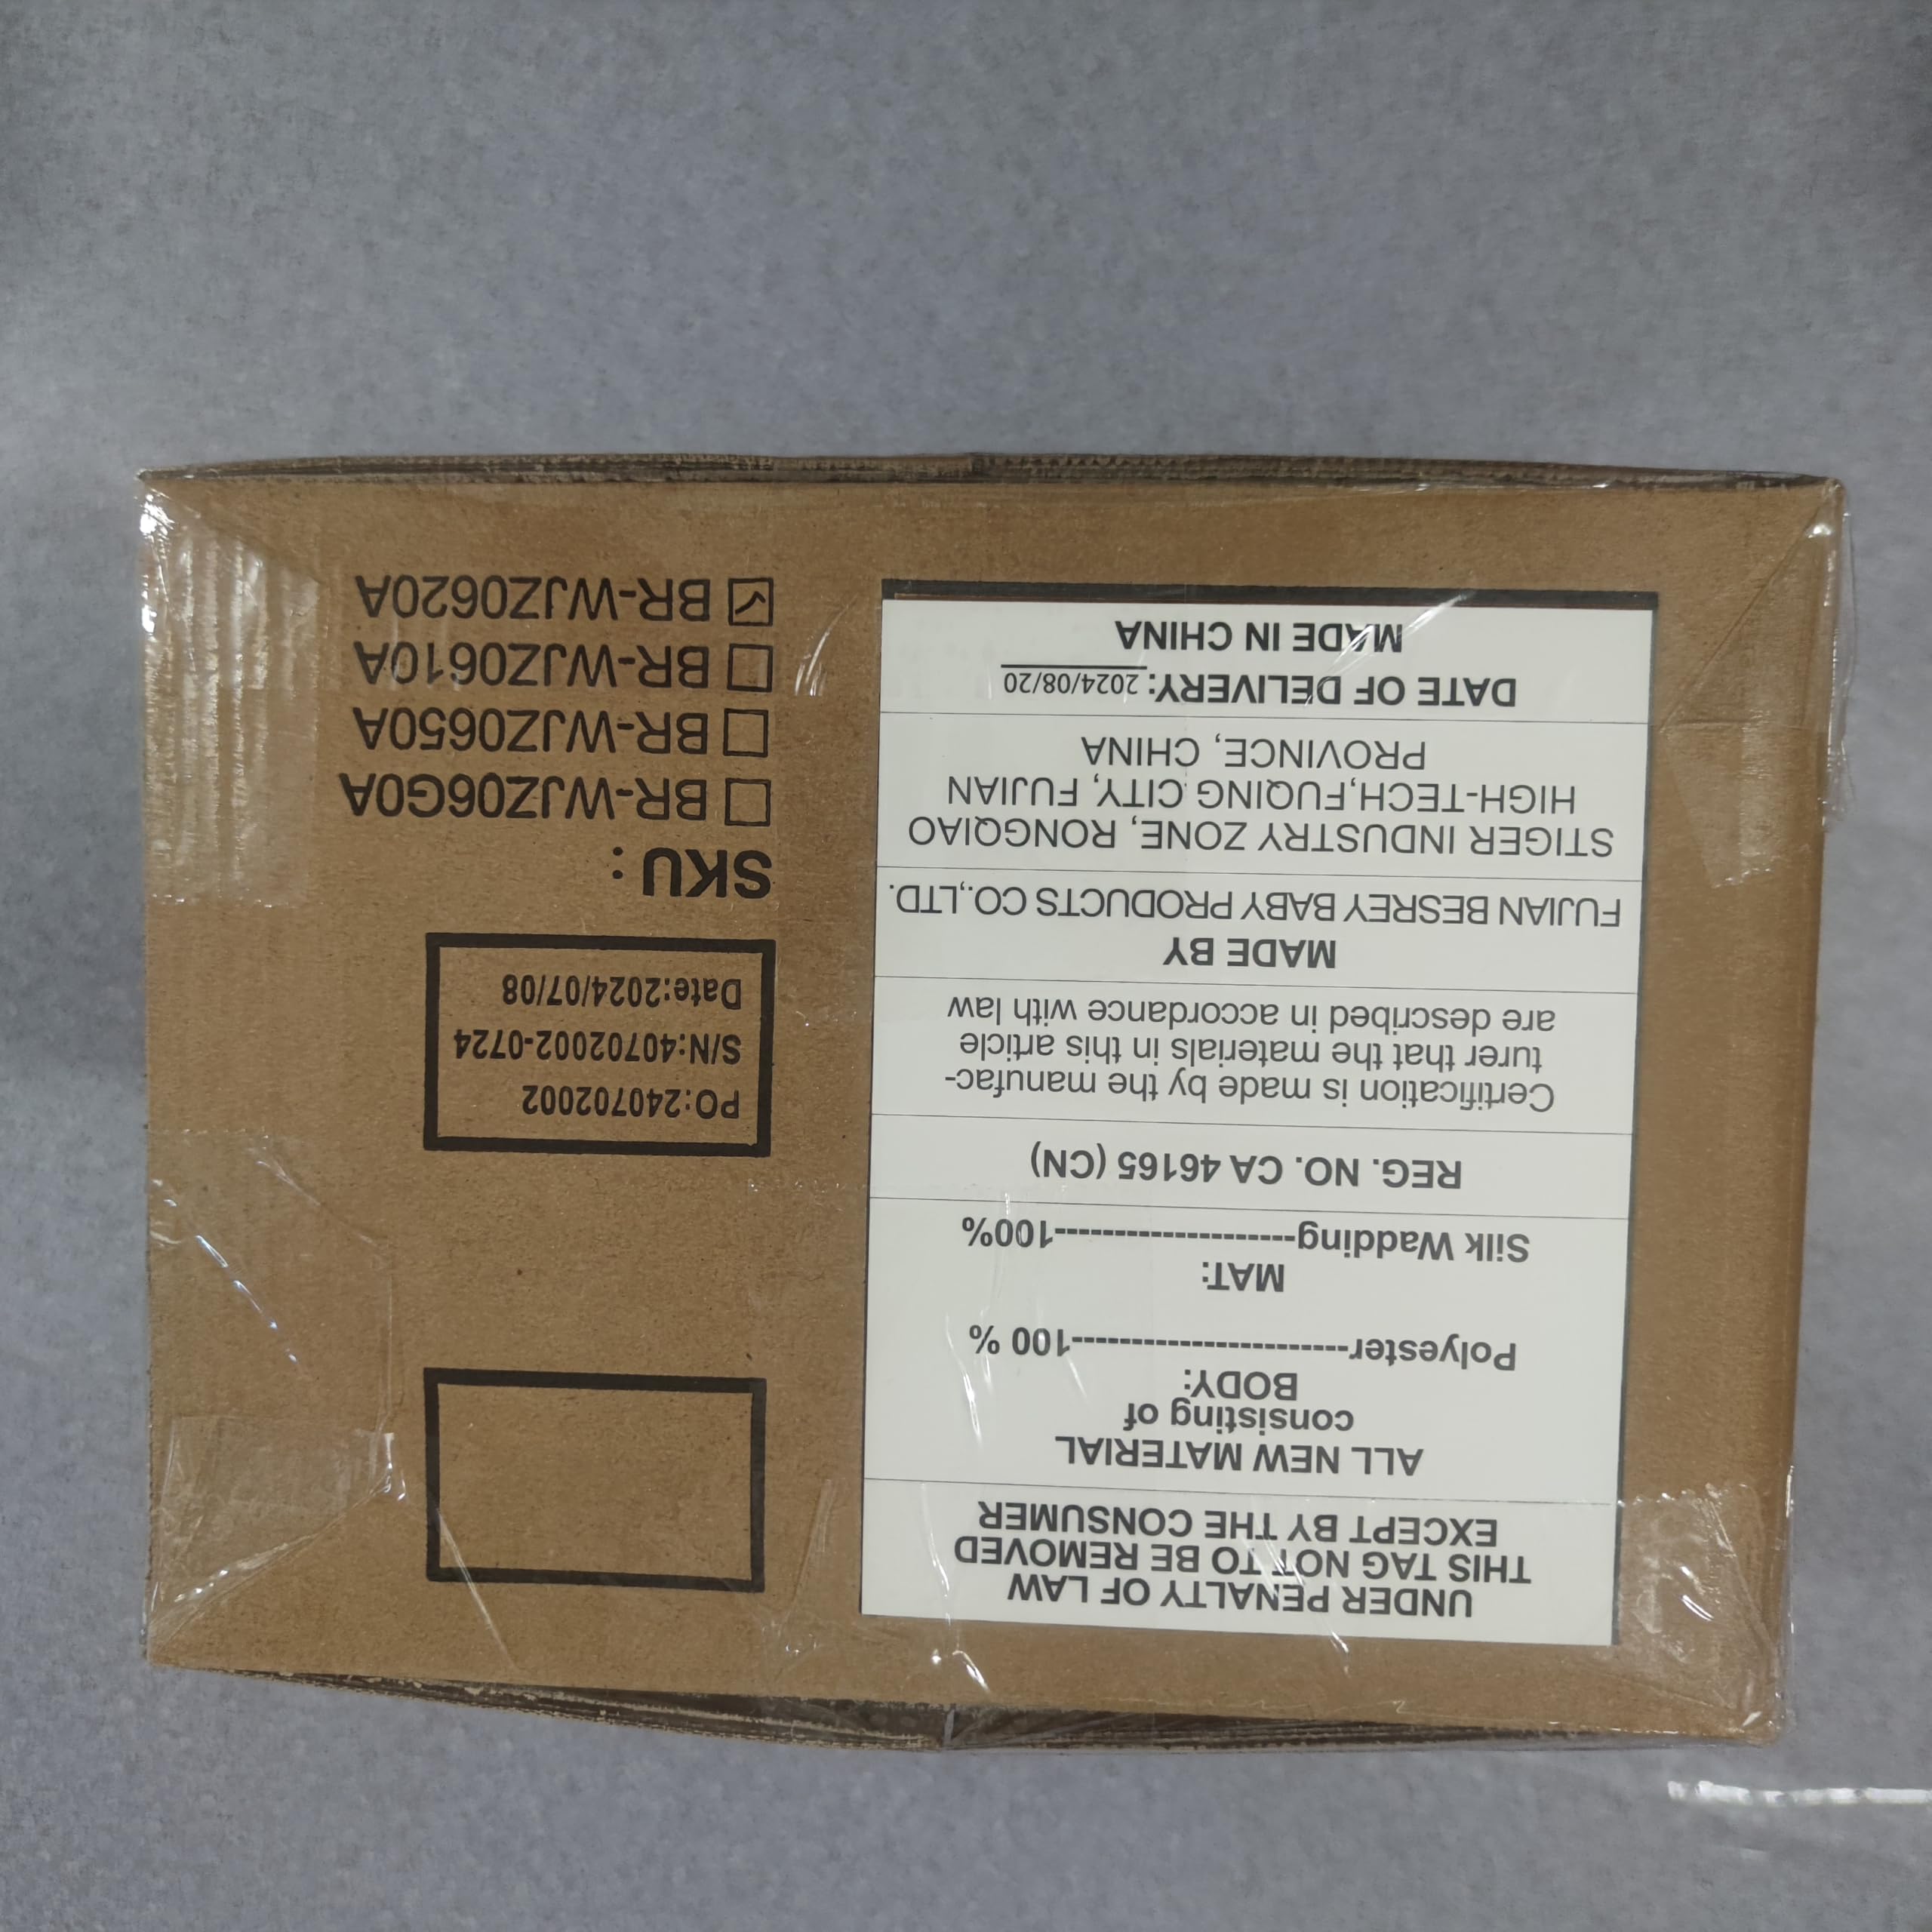 UNDER PENALTY OF LAW
THIS TAG NOT TO BE REMOVED
EXCEPT BY THE CONSUMER
ALL NEW MATERIAL
consisting of
BODY:
Polyester-----------------------100 %
MAT:
Silk Wadding--------------------100%
REG. NO. CA 46165 (CN)
Certification is made by the manufac-
turer that the materials in this article
are described in accordance with law
MADE BY
FUJIAN BESREY BABY PRODUCTS CO.,LTD.
STIGER INDUSTRY ZONE, RONGQIAO
HIGH-TECH,FUQING CITY, FUJIAN
PROVINCE, CHINA
DATE OF DELIVERY: 2024/08/20
MADE IN CHINA
PO:240702002
S/N:40702002-0724
Date:2024/07/08
SKU:
☐ BR-WJZ06G0A
☐ BR-WJZ0650A
☐ BR-WJZ0610A
☑ BR-WJZ0620A